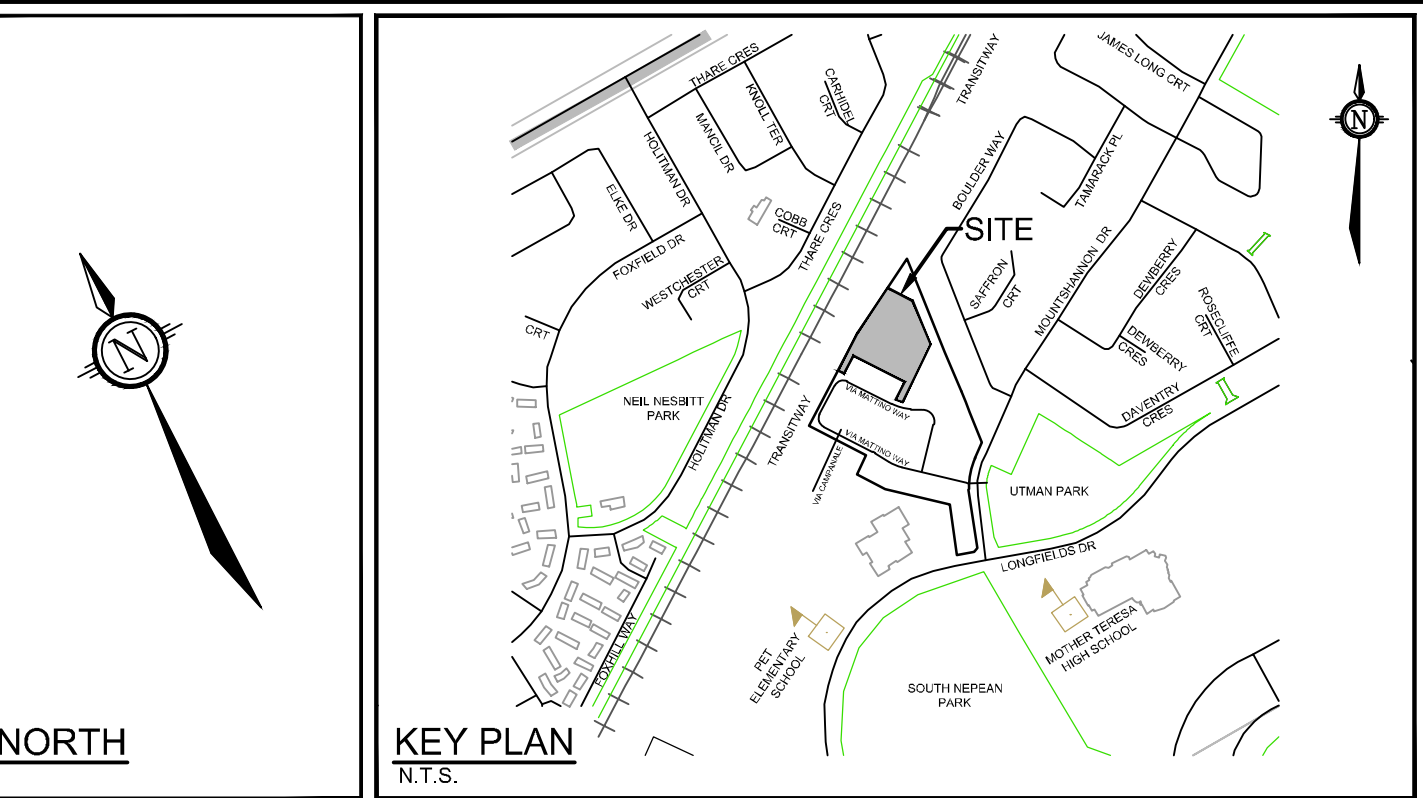 NORTH
N
KEY PLAN
N.T.S.
N
SITE
THARE CRES
KNOLL TER
CARHIDEL
CRT
MANCIL DR
HOLITMAN DR
ELKE DR
FOXFIELD DR
WESTCHESTER
CRT
COBB
CRT
THARE CRES
TRANSITWAY
JAMES LONG CRT
BOULDER WAY
TAMARACK PL
SAFFRON
CRT
MOUNTSHANNON DR
DEWBERRY
CRES
DEWBERRY
CRES
ROSECLIFFE
CRT
DAVENTRY
CRES
CRT
NEIL NESBITT
PARK
HOLITMAN DR
TRANSITWAY
VIA MATTINO WAY
VIA MATTINO WAY
VIA CAMPANALE
UTMAN PARK
LONGFIELDS DR
FOXHILL WAY
PET
ELEMENTARY
SCHOOL
MOTHER TERESA
HIGH SCHOOL
SOUTH NEPEAN
PARK